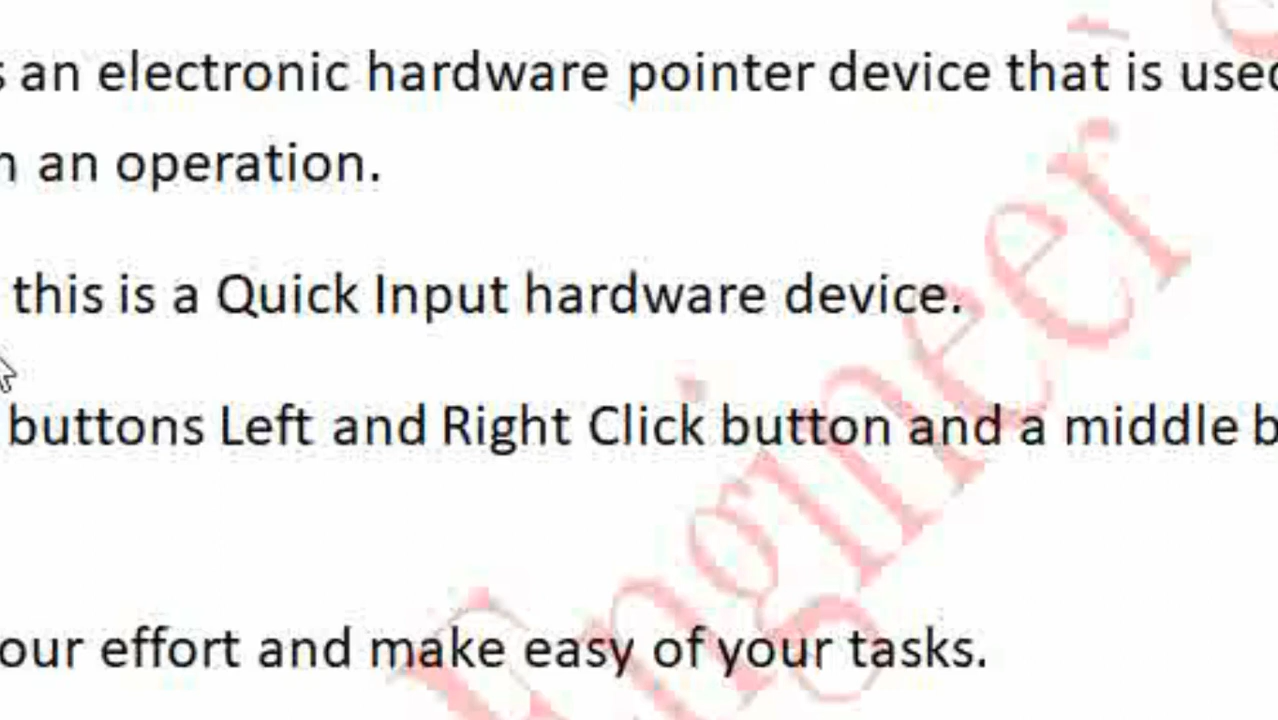 s an electronic hardware pointer device that is used
an operation.
this is a Quick Input hardware device.
buttons Left and Right Click button and a middle b
our effort and make easy of your tasks.
Engineer